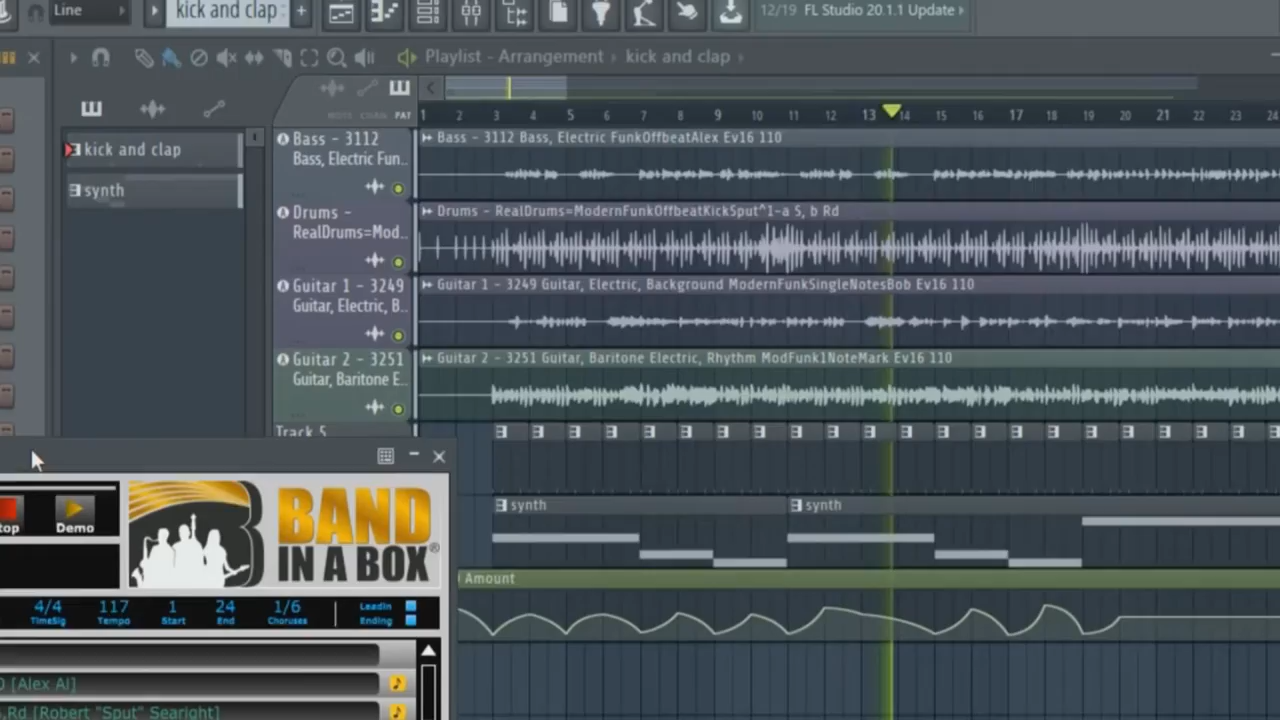 Line
kick and clap
12/19 FL Studio 20.1.1 Update
Playlist - Arrangement › kick and clap ›
NOTE CHAN PAT
1 2 3 4 5 6 7 8 9 10 11 12 13 14 15 16 17 18 19 20 21 22 23 24
kick and clap
synth
Bass - 3112
Bass, Electric Fun..
Bass - 3112 Bass, Electric FunkOffbeatAlex Ev16 110
Drums -
RealDrums=Mod..
Drums - RealDrums=ModernFunkOffbeatKickSput^1-a 5, b Rd
Guitar 1 - 3249
Guitar, Electric, B..
Guitar 1 - 3249 Guitar, Electric, Background ModernFunkSingleNotesBob Ev16 110
Guitar 2 - 3251
Guitar, Baritone E..
Guitar 2 - 3251 Guitar, Baritone Electric, Rhythm ModFunk1NoteMark Ev16 110
Track 5
synth
synth
Amount
top
Demo
BAND
IN A BOX®
4/4 117 1 24 1/6
TimeSig Tempo Start End Choruses
LeadIn
Ending
[Alex Al]
,Rd [Robert "Sput" Searight]